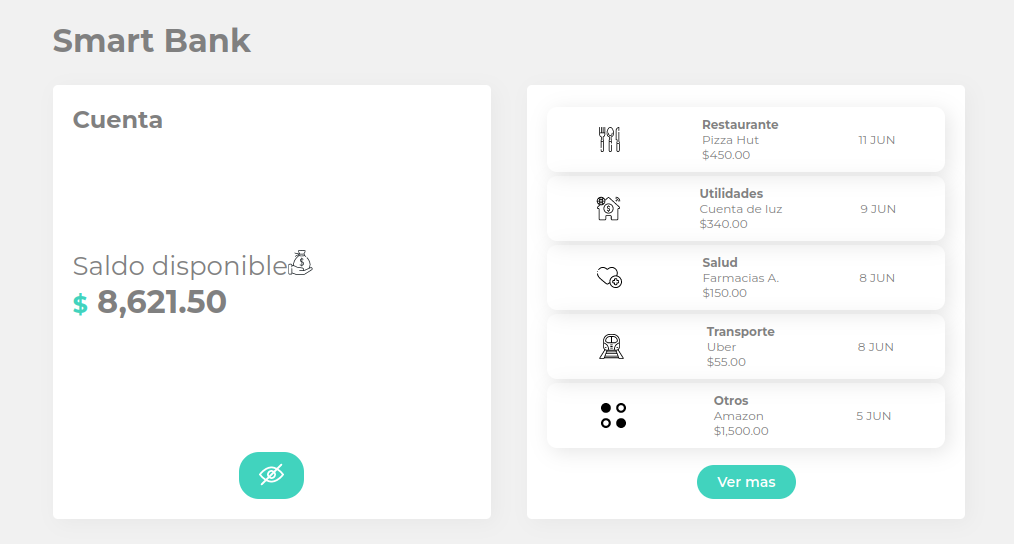 Smart Bank
Cuenta
Saldo disponible
$ 8,621.50
Restaurante
Pizza Hut
$450.00
11 JUN
Utilidades
Cuenta de luz
$340.00
9 JUN
Salud
Farmacias A.
$150.00
8 JUN
Transporte
Uber
$55.00
8 JUN
Otros
Amazon
$1,500.00
5 JUN
Ver mas